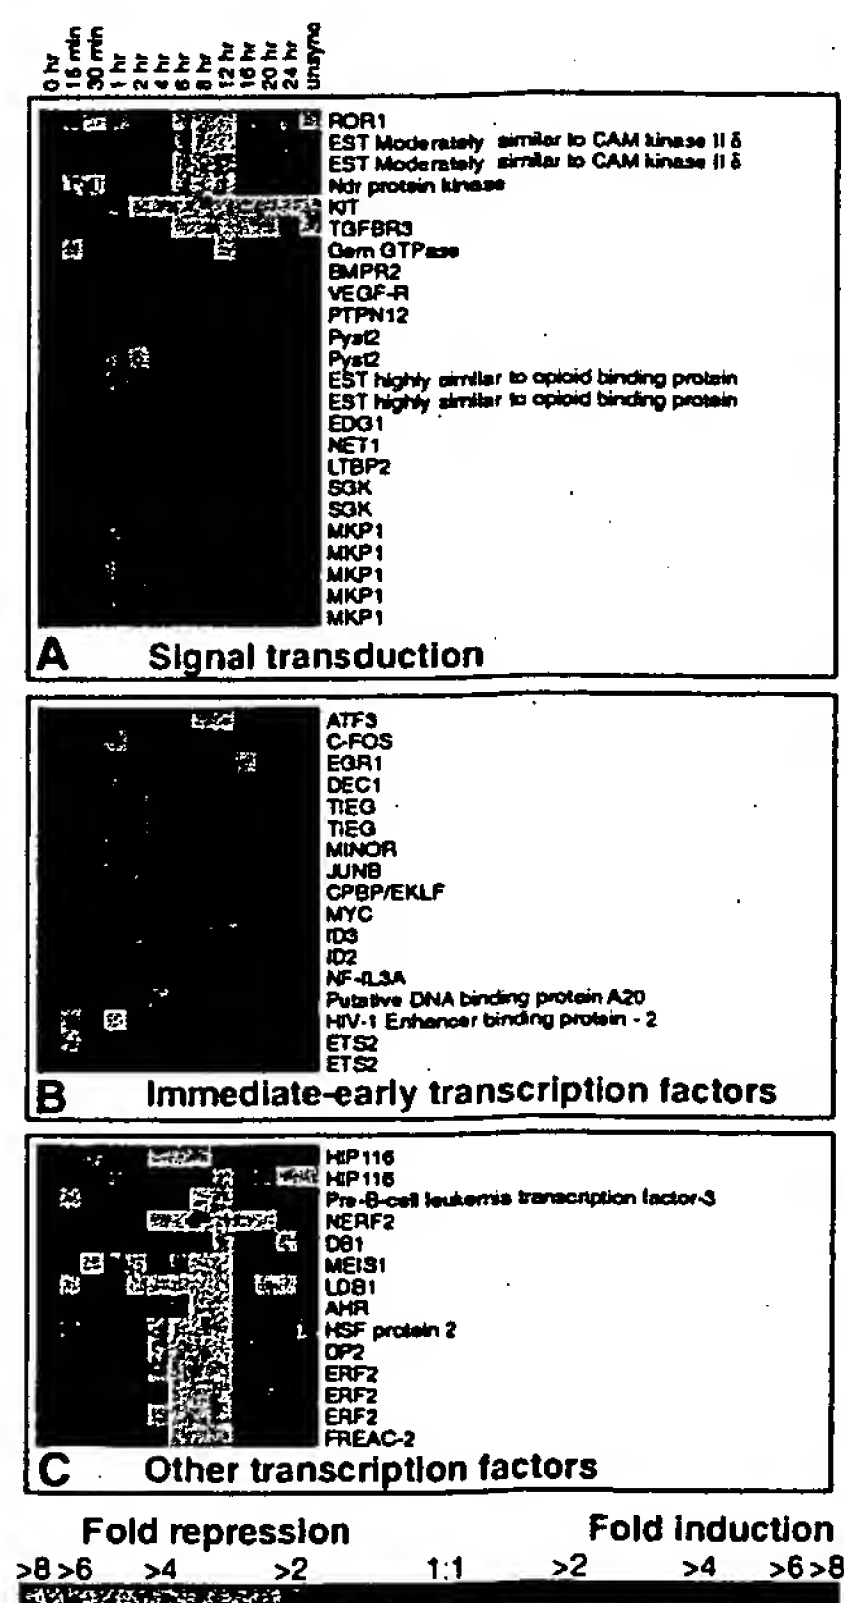 0 hr
15 min
30 min
1 hr
2 hr
4 hr
6 hr
8 hr
12 hr
16 hr
20 hr
24 hr
unsync
ROR1
EST Moderately similar to CAM kinase II δ
EST Moderately similar to CAM kinase II δ
Ndr protein kinase
KIT
TGFBR3
Gem GTPase
BMPR2
VEGF-R
PTPN12
Pyst2
Pyst2
EST highly similar to opioid binding protein
EST highly similar to opioid binding protein
EDG1
NET1
LTBP2
SGK
SGK
MKP1
MKP1
MKP1
MKP1
MKP1
A Signal transduction
ATF3
C-FOS
EGR1
DEC1
TIEG
TIEG
MINOR
JUNB
CPBP/EKLF
MYC
ID3
ID2
NF-IL3A
Putative DNA binding protein A20
HIV-1 Enhancer binding protein - 2
ETS2
ETS2
B Immediate-early transcription factors
HIP116
HIP116
Pre-B-cell leukemia transcription factor-3
NERF2
DB1
MEIS1
LDB1
AHR
HSF protein 2
DP2
ERF2
ERF2
ERF2
FREAC-2
C Other transcription factors
Fold repression Fold induction
>8 >6 >4 >2 1:1 >2 >4 >6 >8